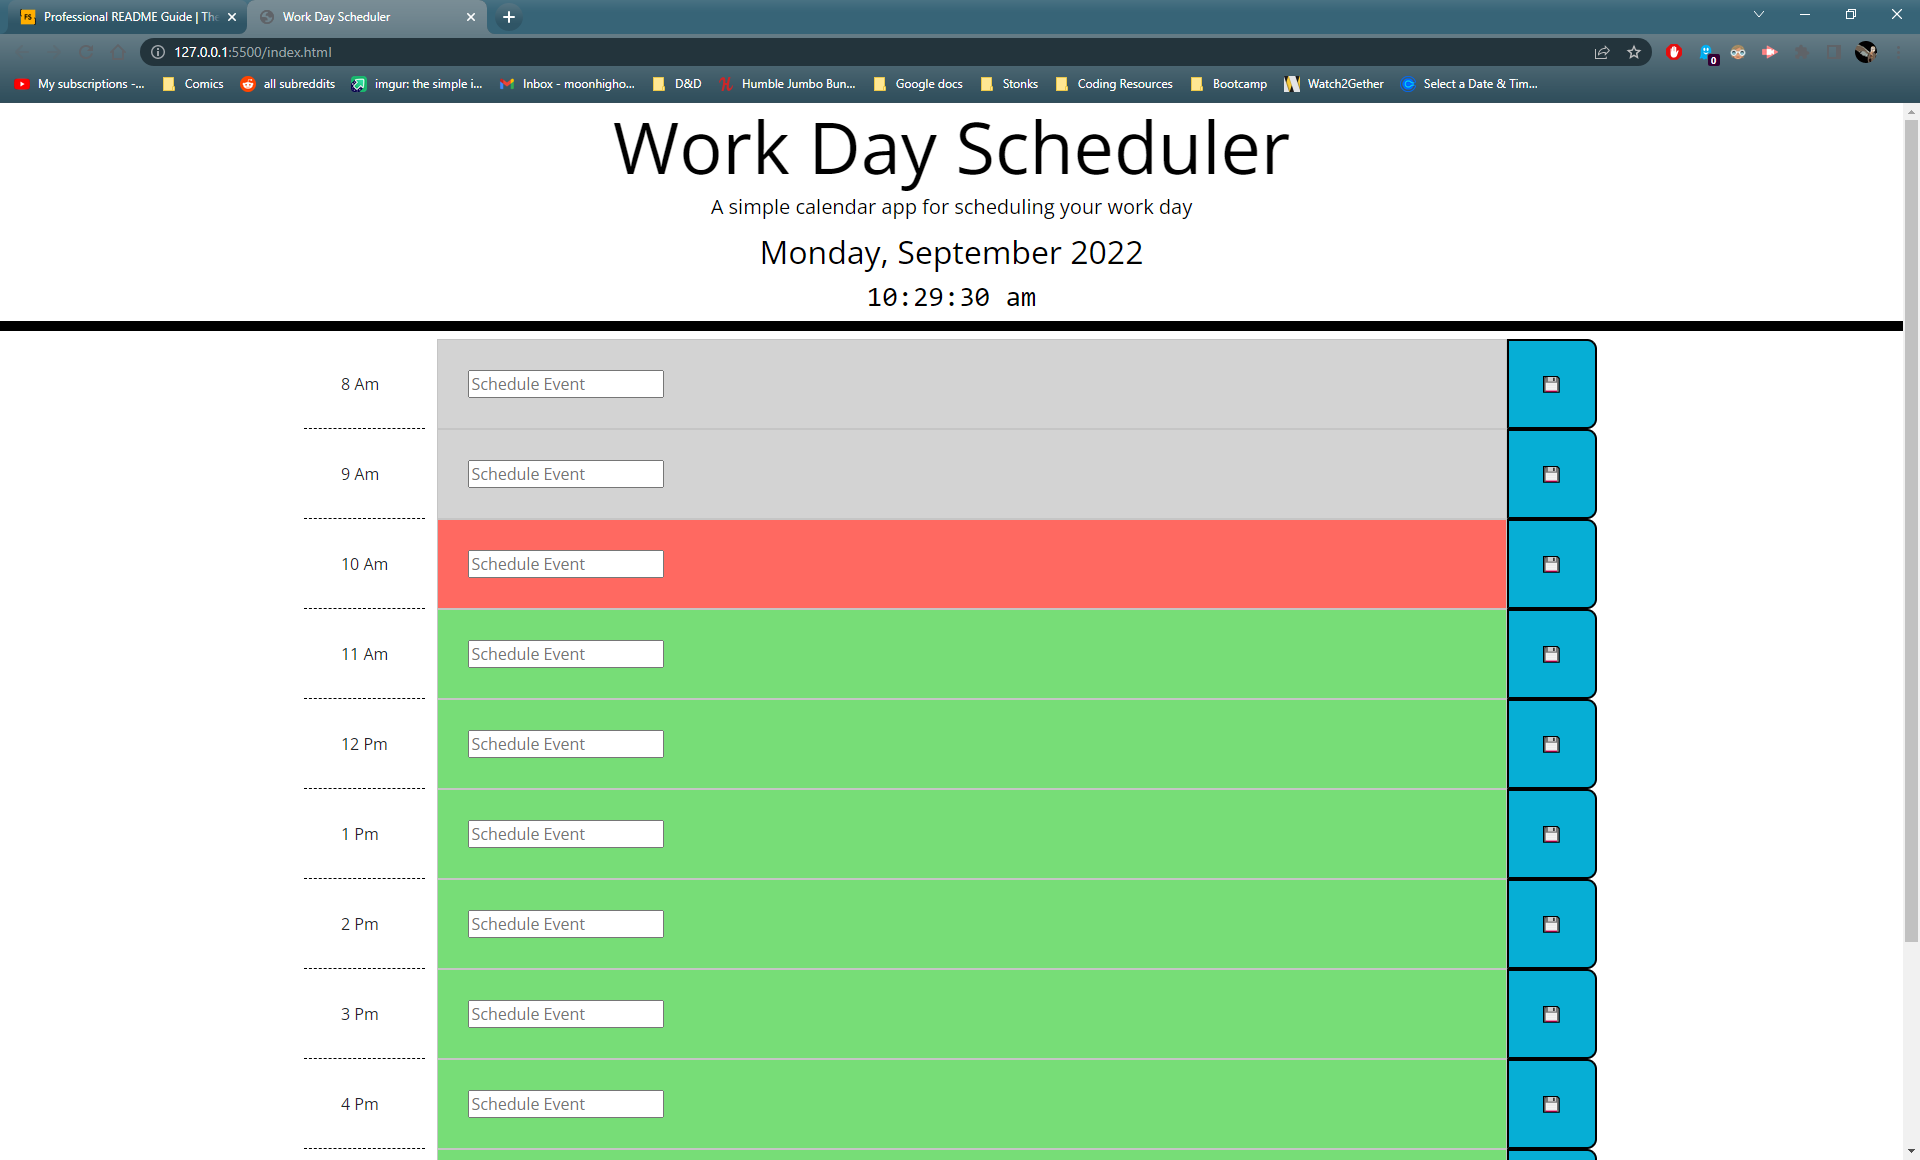 Professional README Guide | The
Work Day Scheduler
127.0.0.1:5500/index.html
0
My subscriptions -...
Comics
all subreddits
imgur: the simple i...
Inbox - moonhigho...
D&D
Humble Jumbo Bun...
Google docs
Stonks
Coding Resources
Bootcamp
Watch2Gether
Select a Date & Tim...
Work Day Scheduler
A simple calendar app for scheduling your work day
Monday, September 2022
10:29:30 am
8 Am
Schedule Event
9 Am
Schedule Event
10 Am
Schedule Event
11 Am
Schedule Event
12 Pm
Schedule Event
1 Pm
Schedule Event
2 Pm
Schedule Event
3 Pm
Schedule Event
4 Pm
Schedule Event